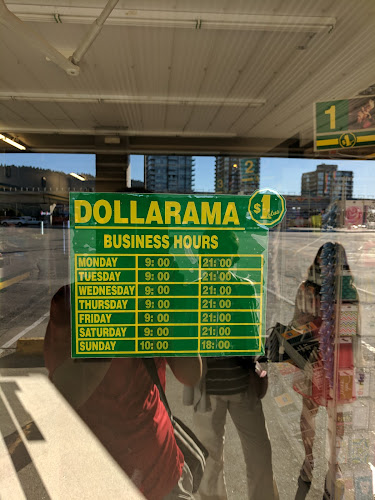 1
2
DOLLARAMA $1
BUSINESS HOURS
MONDAY 9:00 21:00
TUESDAY 9:00 21:00
WEDNESDAY 9:00 21:00
THURSDAY 9:00 21:00
FRIDAY 9:00 21:00
SATURDAY 9:00 21:00
SUNDAY 10:00 18:00